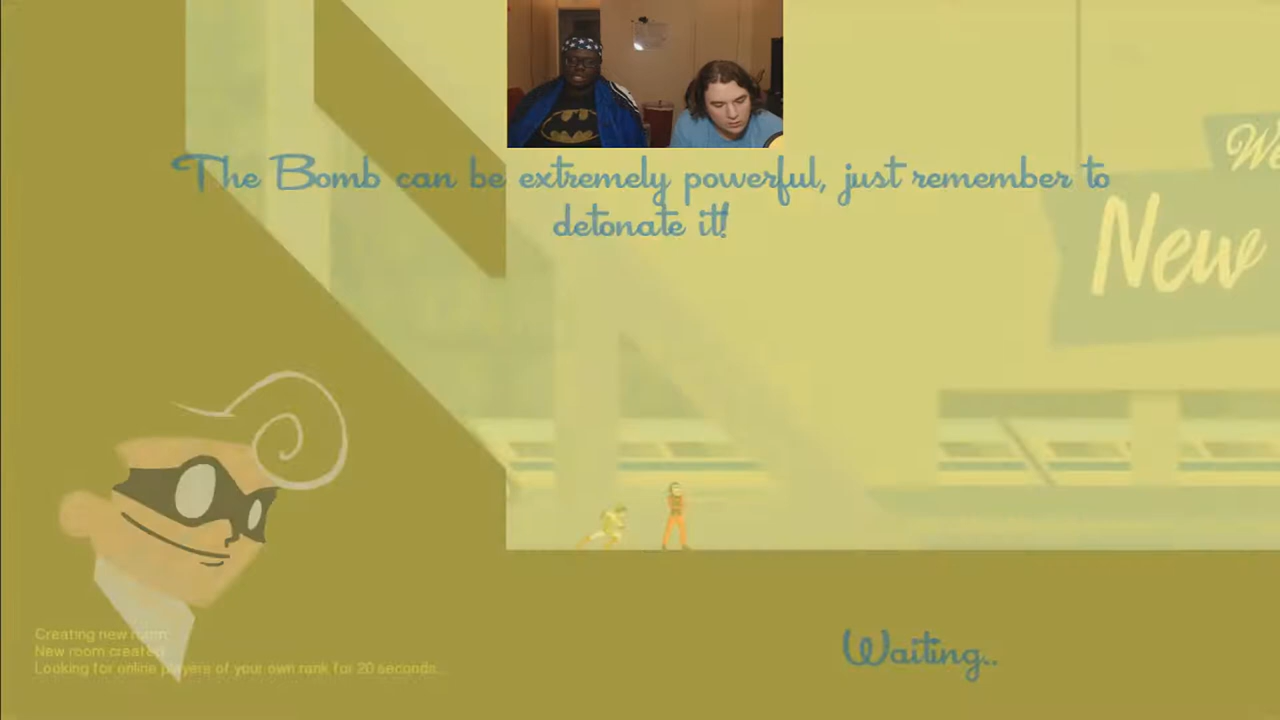 The Bomb can be extremely powerful, just remember to
detonate it!
We
New
Creating new room
New room created
Looking for online players of your own rank for 20 seconds...
Waiting..